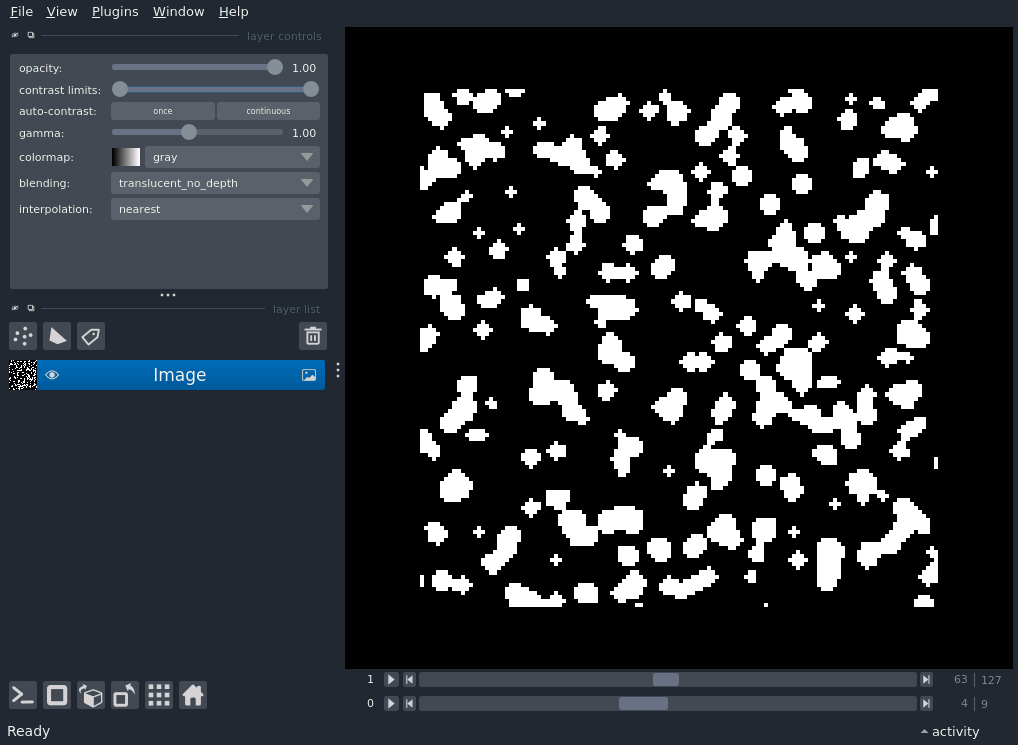 File View Plugins Window Help
layer controls
opacity: 1.00
contrast limits:
auto-contrast: once continuous
gamma: 1.00
colormap: gray
blending: translucent_no_depth
interpolation: nearest
layer list
Image
1 63 127
0 4 9
Ready activity